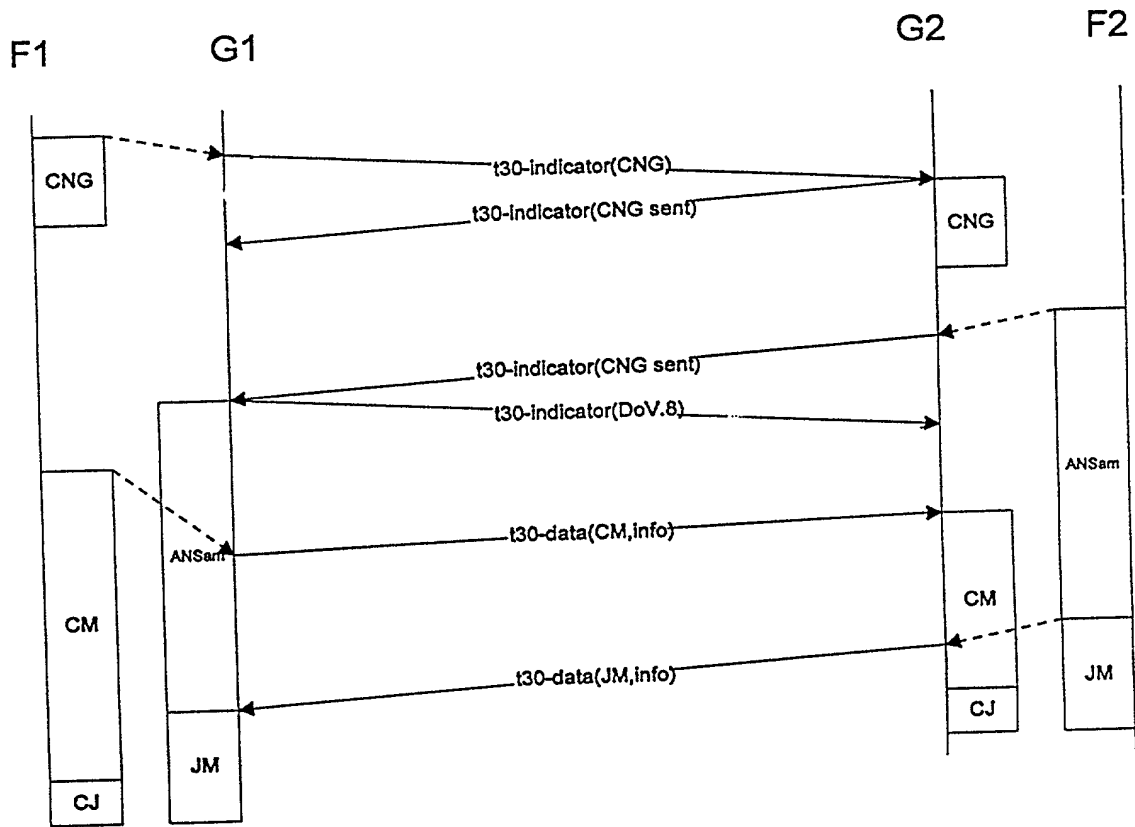 F1
G1
G2
F2
CNG
t30-indicator(CNG)
t30-indicator(CNG sent)
CNG
t30-indicator(CNG sent)
t30-indicator(DoV.8)
ANSam
ANSam
t30-data(CM,info)
CM
CM
t30-data(JM,info)
JM
CJ
JM
CJ